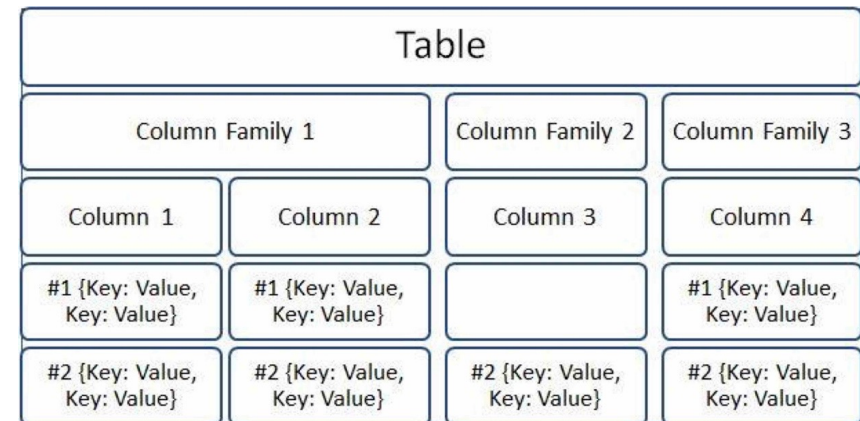 Table
Column Family 1
Column Family 2
Column Family 3
Column 1
Column 2
Column 3
Column 4
#1 {Key: Value,
Key: Value}
#1 {Key: Value,
Key: Value}
#1 {Key: Value,
Key: Value}
#2 {Key: Value,
Key: Value}
#2 {Key: Value,
Key: Value}
#2 {Key: Value,
Key: Value}
#2 {Key: Value,
Key: Value}